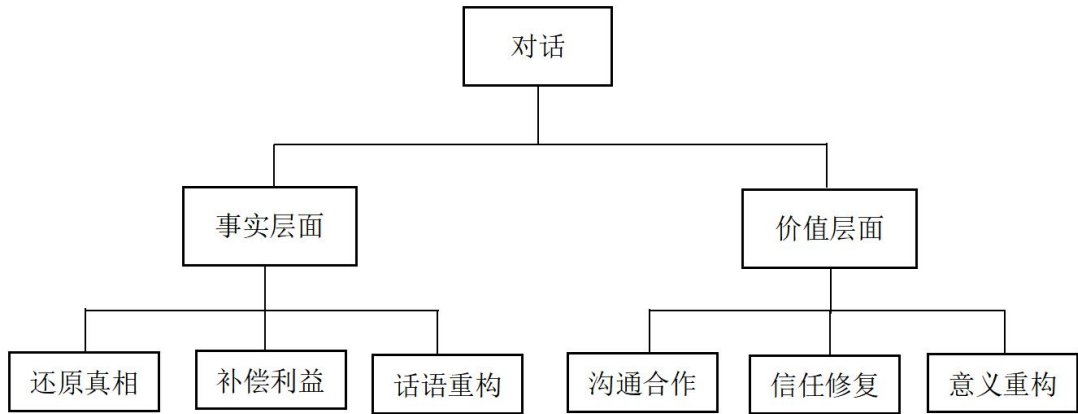 对话
事实层面
价值层面
还原真相
补偿利益
话语重构
沟通合作
信任修复
意义重构